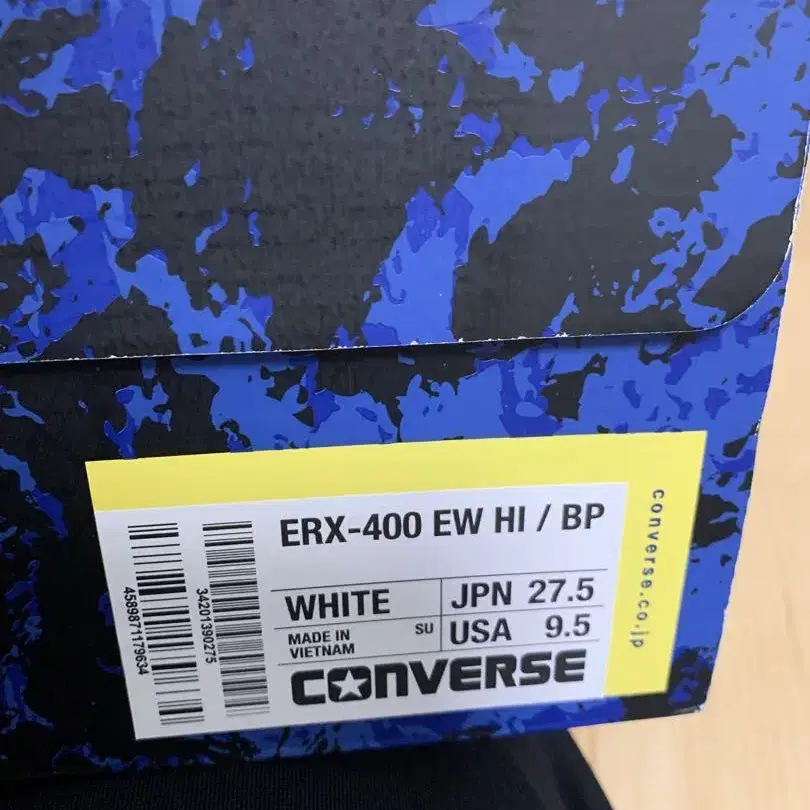 ERX-400 EW HI / BP
WHITE
JPN 27.5
MADE IN
VIETNAM
SU
USA 9.5
CONVERSE
converse.co.jp
4589871179634
34201390275